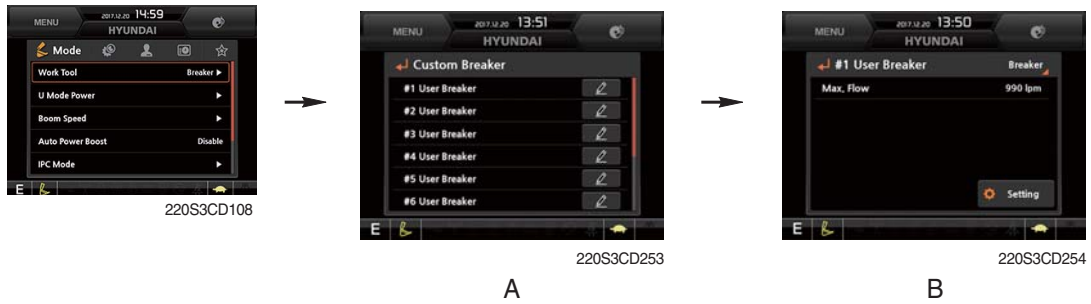 MENU
2017.12.20 14:59
HYUNDAI
Mode
Work Tool Breaker ▶
U Mode Power ▶
Boom Speed ▶
Auto Power Boost Disable
IPC Mode ▶
E
220S3CD108
MENU
2017.12.20 13:51
HYUNDAI
Custom Breaker
#1 User Breaker
#2 User Breaker
#3 User Breaker
#4 User Breaker
#5 User Breaker
#6 User Breaker
E
220S3CD253
A
MENU
2017.12.20 13:50
HYUNDAI
#1 User Breaker Breaker
Max, Flow 990 lpm
Setting
E
220S3CD254
B